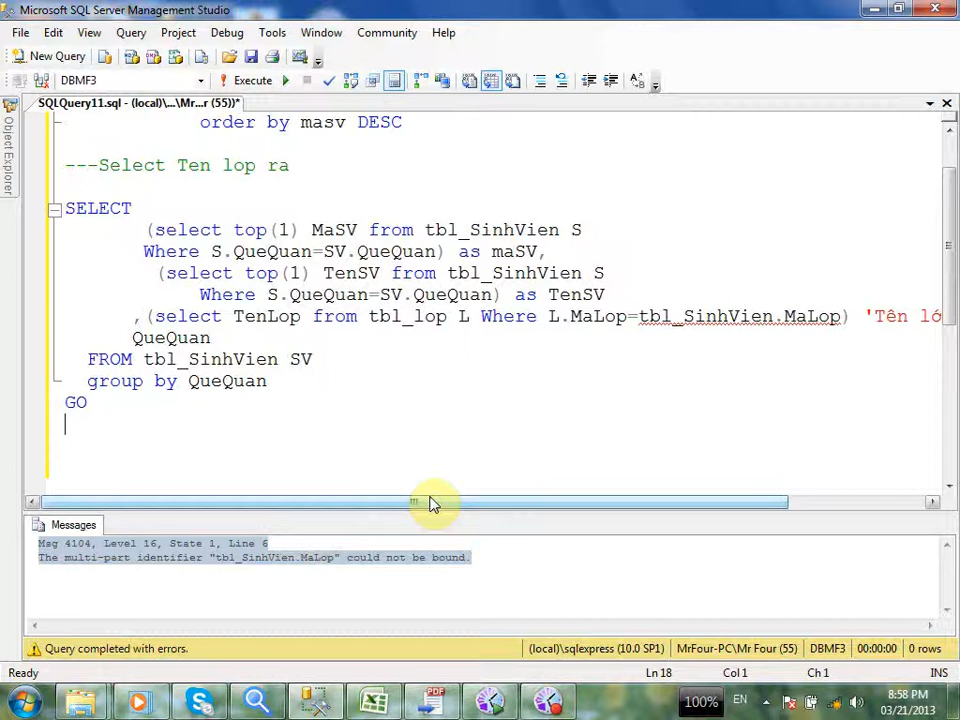 Microsoft SQL Server Management Studio
File Edit View Query Project Debug Tools Window Community Help
New Query
DBMF3 Execute
SQLQuery11.sql - (local)\...\Mr...r (55))*
Object Explorer
order by masv DESC
---Select Ten lop ra
SELECT
(select top(1) MaSV from tbl_SinhVien S
Where S.QueQuan=SV.QueQuan) as maSV,
(select top(1) TenSV from tbl_SinhVien S
Where S.QueQuan=SV.QueQuan) as TenSV
,(select TenLop from tbl_lop L Where L.MaLop=tbl_SinhVien.MaLop) 'Tên lớ
QueQuan
FROM tbl_SinhVien SV
group by QueQuan
GO
Messages
Msg 4104, Level 16, State 1, Line 6
The multi-part identifier "tbl_SinhVien.MaLop" could not be bound.
Query completed with errors. (local)\sqlexpress (10.0 SP1) MrFour-PC\Mr Four (55) DBMF3 00:00:00 0 rows
Ready Ln 18 Col 1 Ch 1 INS
100% EN 8:58 PM
03/21/2013